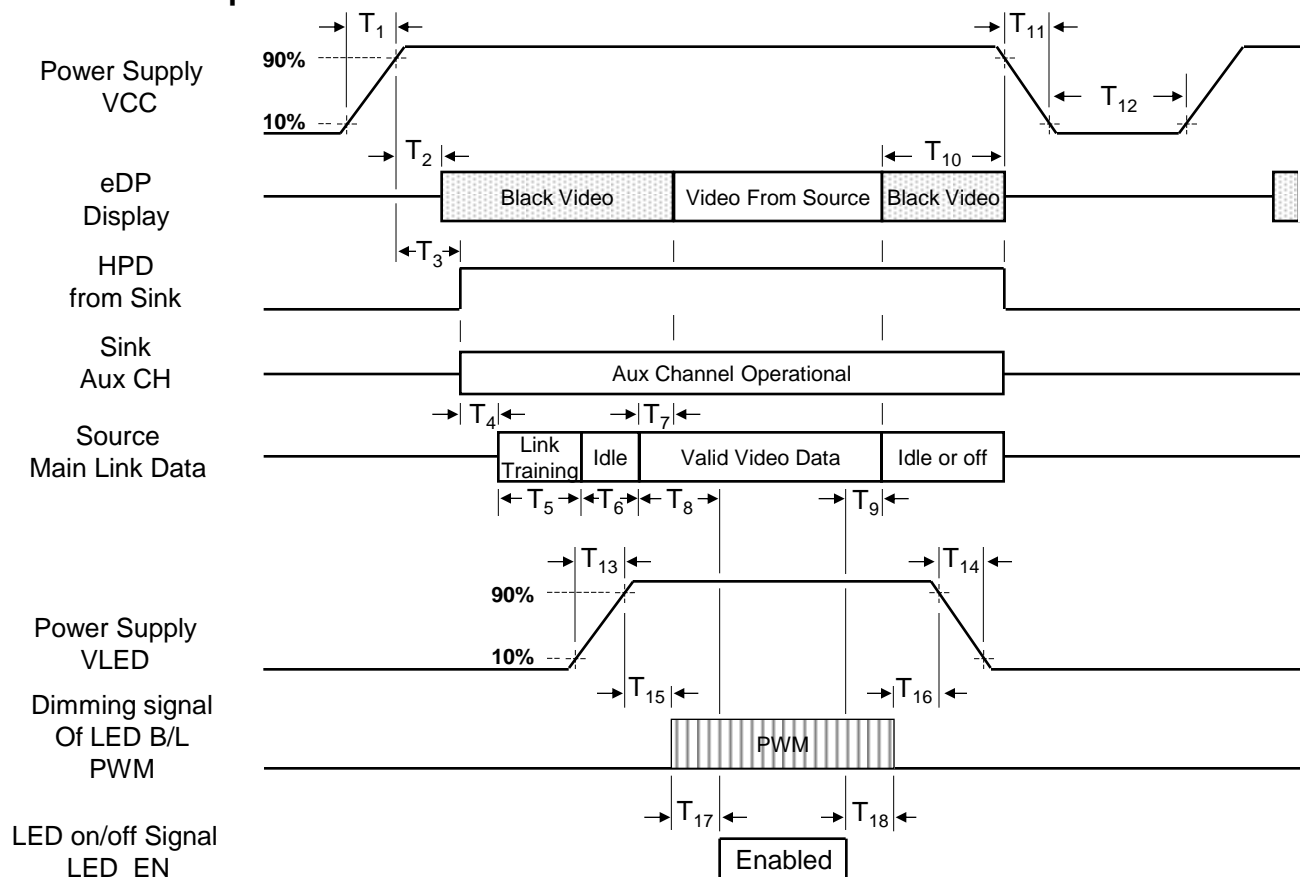 T1
T11
90%
Power Supply
VCC
T12
10%
T2
T10
eDP
Display
Black Video
Video From Source
Black Video
T3
HPD
from Sink
Sink
Aux CH
Aux Channel Operational
T4
T7
Source
Main Link Data
Link
Training
Idle
Valid Video Data
Idle or off
T5
T6
T8
T9
T13
T14
90%
Power Supply
VLED
10%
T15
T16
Dimming signal
Of LED B/L
PWM
PWM
T17
T18
LED on/off Signal
LED_EN
Enabled